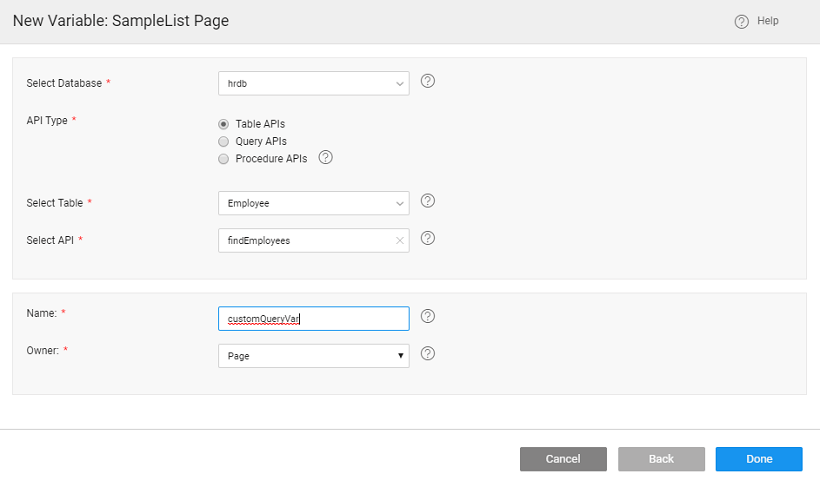 New Variable: SampleList Page
? Help
Select Database * hrdb ?
API Type *
Table APIs
Query APIs
Procedure APIs ?
Select Table * Employee ?
Select API * findEmployees ?
Name: * customQueryVar ?
Owner: * Page ?
Cancel Back Done